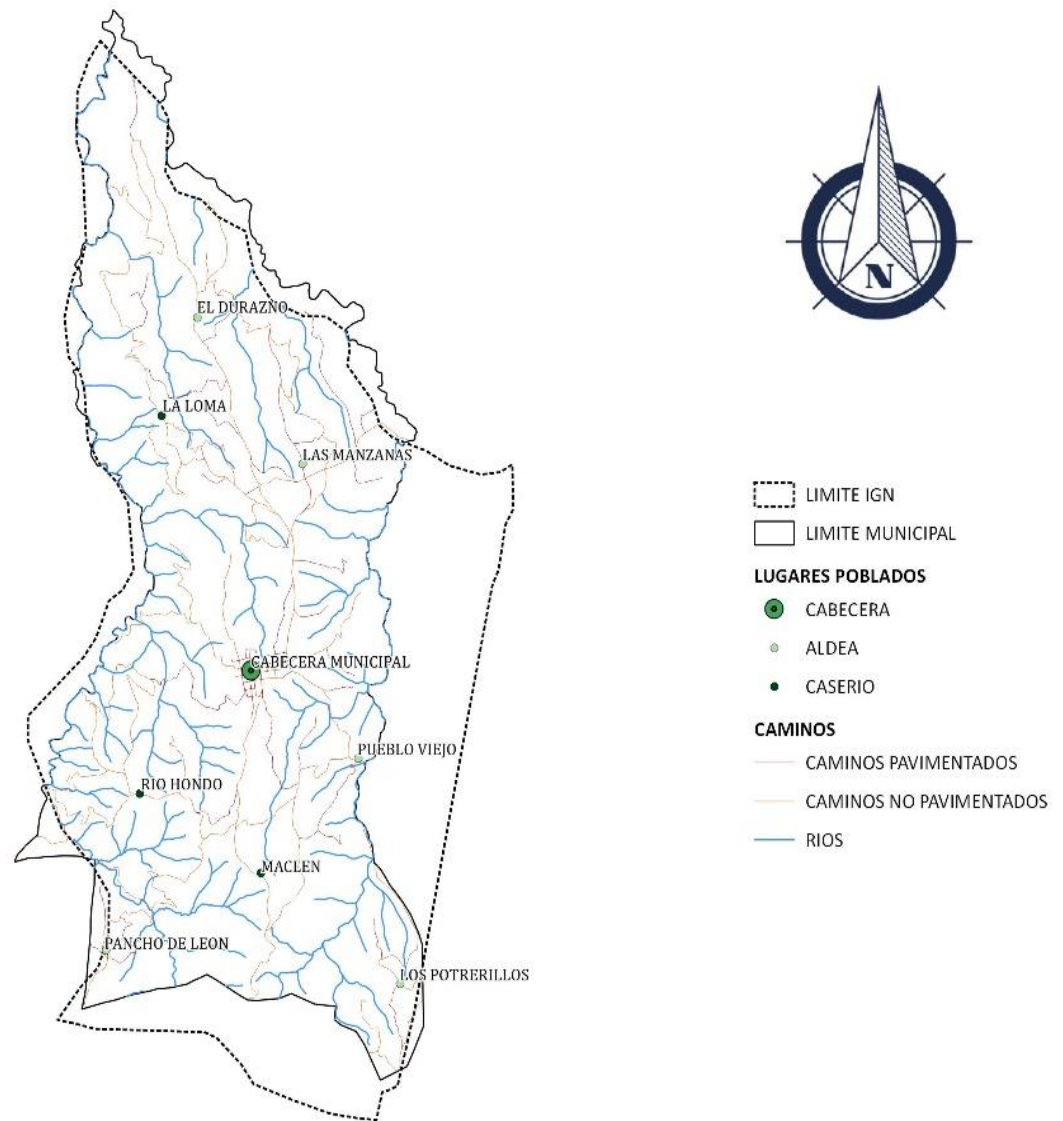 N
EL DURAZNO
LA LOMA
LAS MANZANAS
CABECERA MUNICIPAL
PUEBLO VIEJO
RIO HONDO
MACLEN
PANCHO DE LEON
LOS POTRERILLOS
LIMITE IGN
LIMITE MUNICIPAL
LUGARES POBLADOS
CABECERA
ALDEA
CASERIO
CAMINOS
CAMINOS PAVIMENTADOS
CAMINOS NO PAVIMENTADOS
RIOS